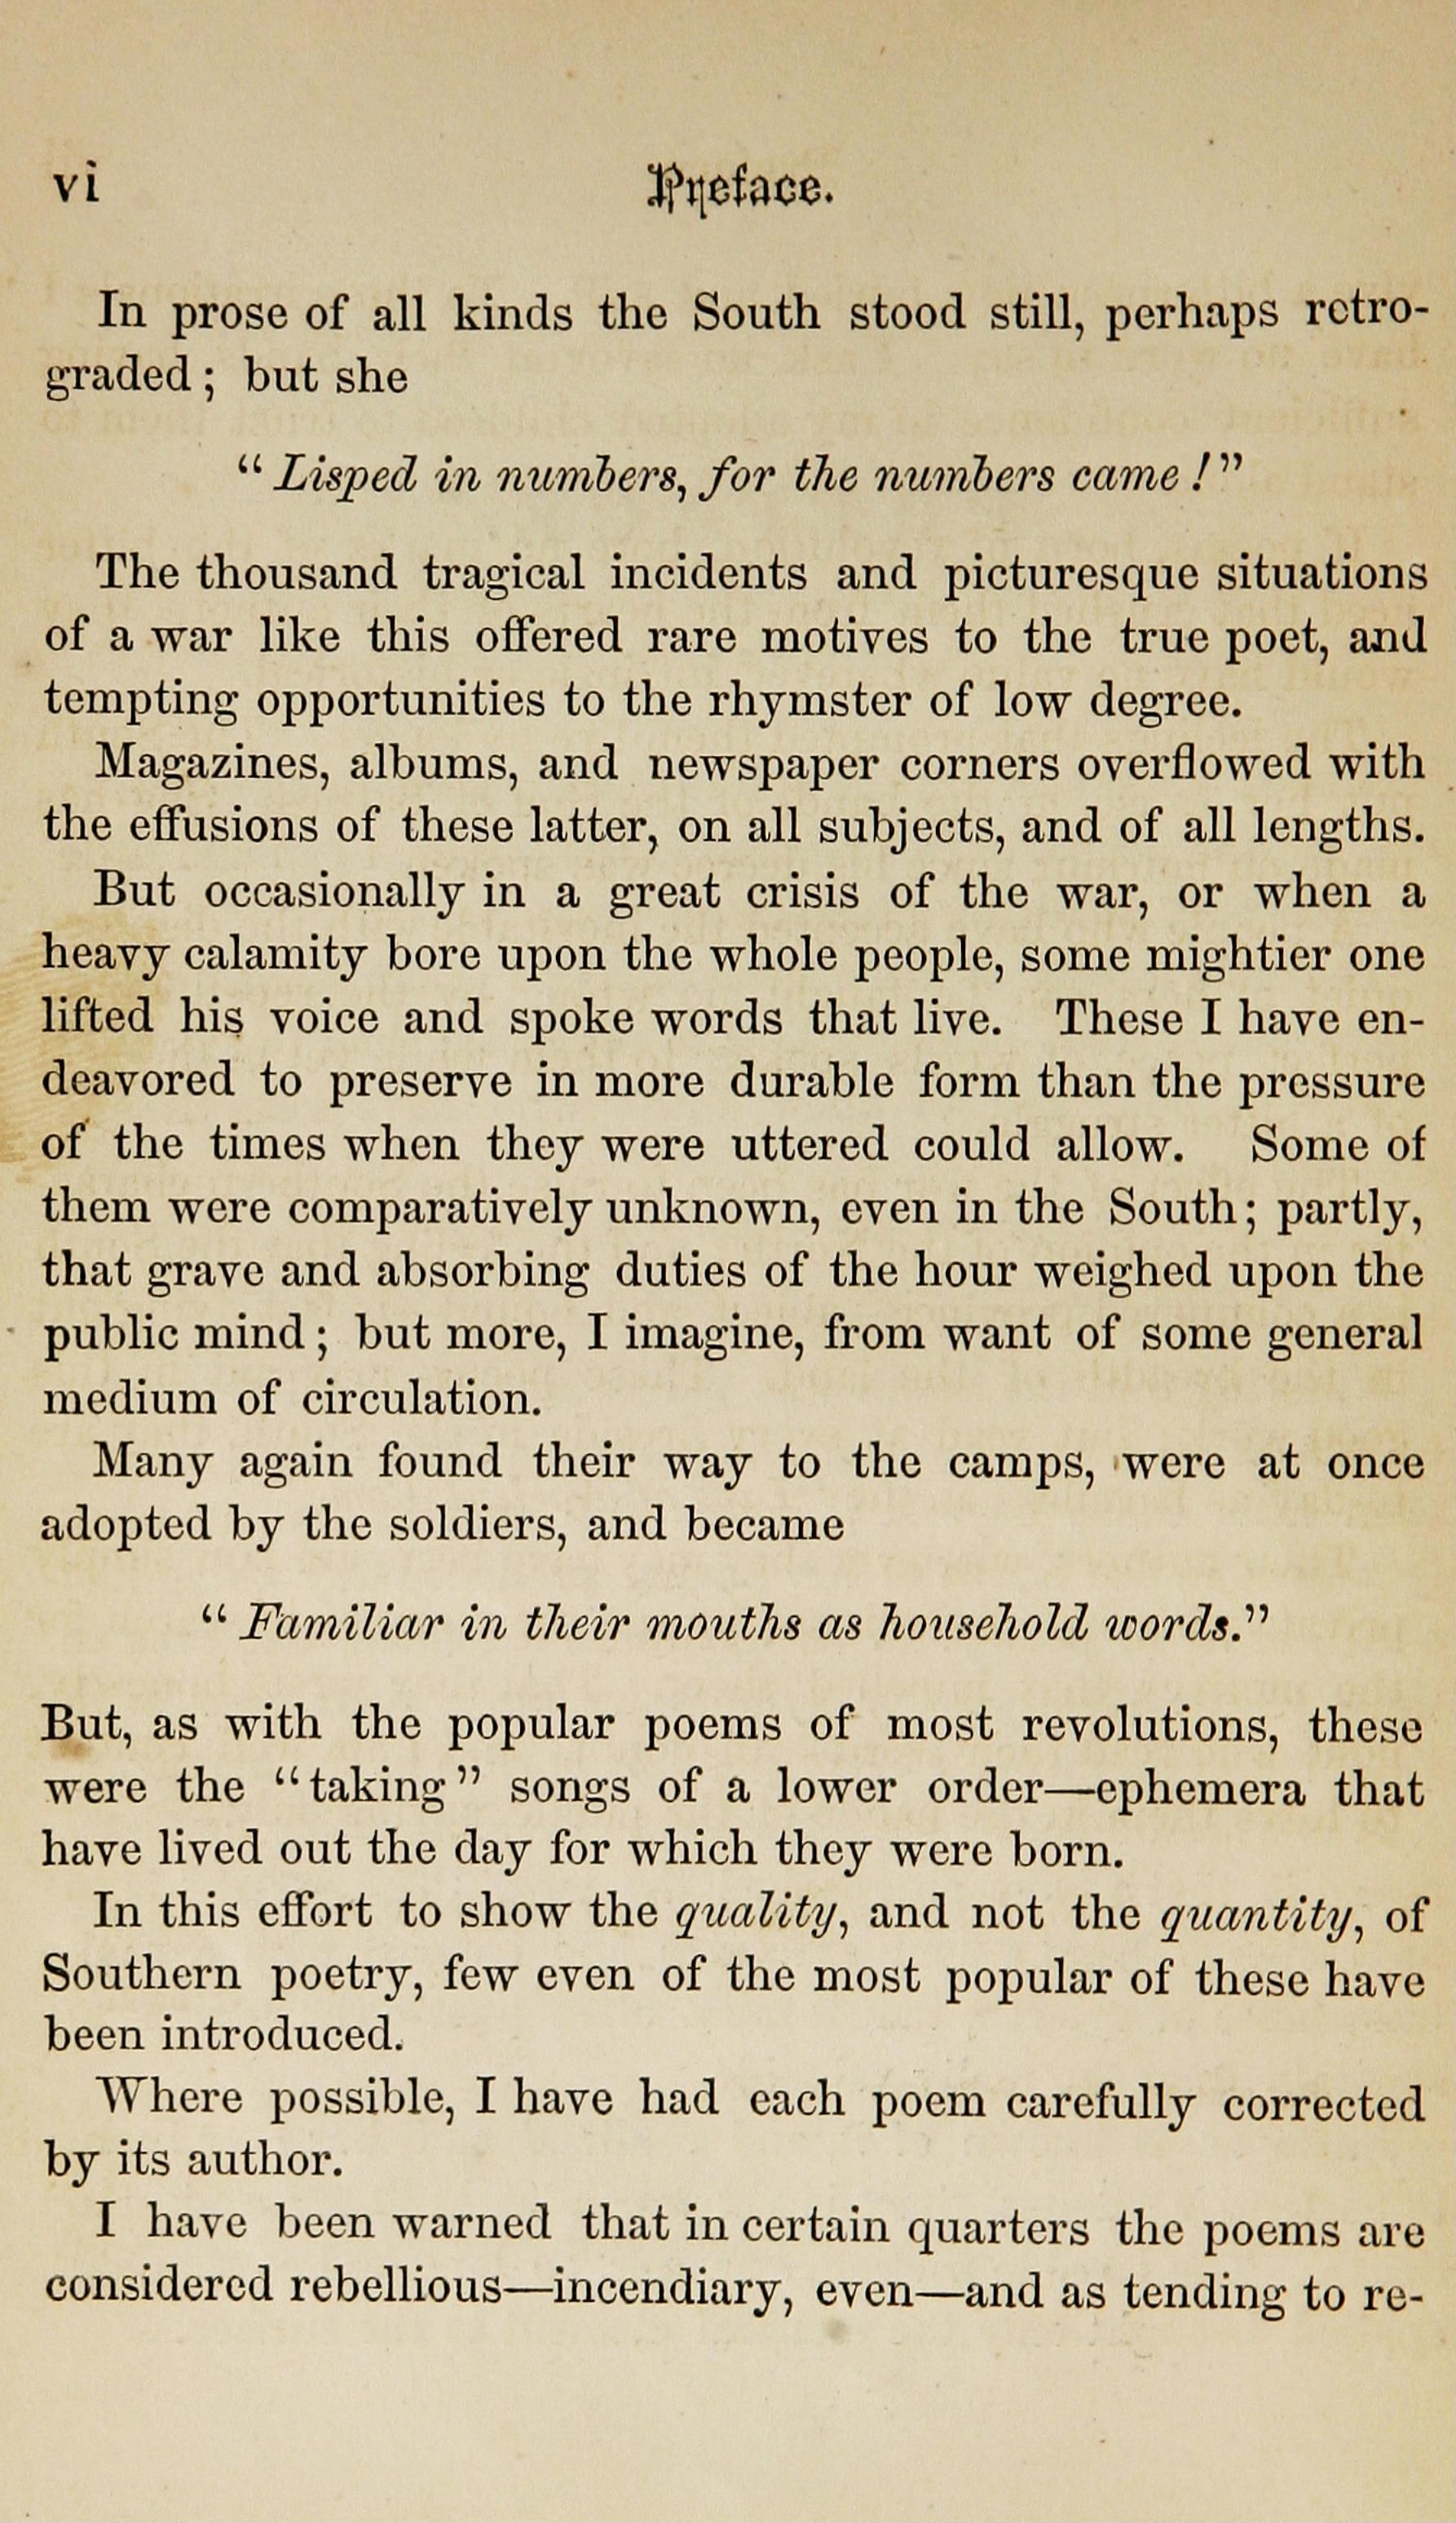 vi Preface.
In prose of all kinds the South stood still, perhaps retro-
graded; but she
"Lisped in numbers, for the numbers came!"
The thousand tragical incidents and picturesque situations
of a war like this offered rare motives to the true poet, and
tempting opportunities to the rhymster of low degree.
Magazines, albums, and newspaper corners overflowed with
the effusions of these latter, on all subjects, and of all lengths.
But occasionally in a great crisis of the war, or when a
heavy calamity bore upon the whole people, some mightier one
lifted his voice and spoke words that live. These I have en-
deavored to preserve in more durable form than the pressure
of the times when they were uttered could allow. Some of
them were comparatively unknown, even in the South; partly,
that grave and absorbing duties of the hour weighed upon the
public mind; but more, I imagine, from want of some general
medium of circulation.
Many again found their way to the camps, were at once
adopted by the soldiers, and became
"Familiar in their mouths as household words."
But, as with the popular poems of most revolutions, these
were the "taking" songs of a lower order—ephemera that
have lived out the day for which they were born.
In this effort to show the quality, and not the quantity, of
Southern poetry, few even of the most popular of these have
been introduced.
Where possible, I have had each poem carefully corrected
by its author.
I have been warned that in certain quarters the poems are
considered rebellious—incendiary, even—and as tending to re-